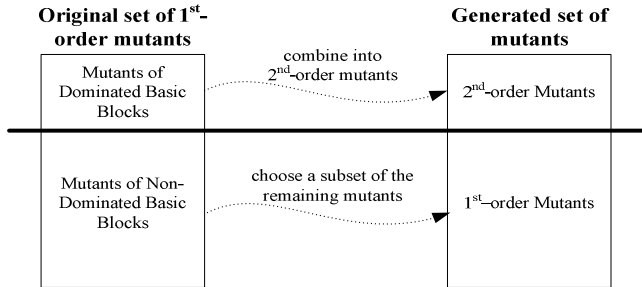 Original set of 1st-
order mutants
Generated set of
mutants
Mutants of
Dominated Basic
Blocks
combine into
2nd-order mutants
2nd-order Mutants
Mutants of Non-
Dominated Basic
Blocks
choose a subset of the
remaining mutants
1st–order Mutants